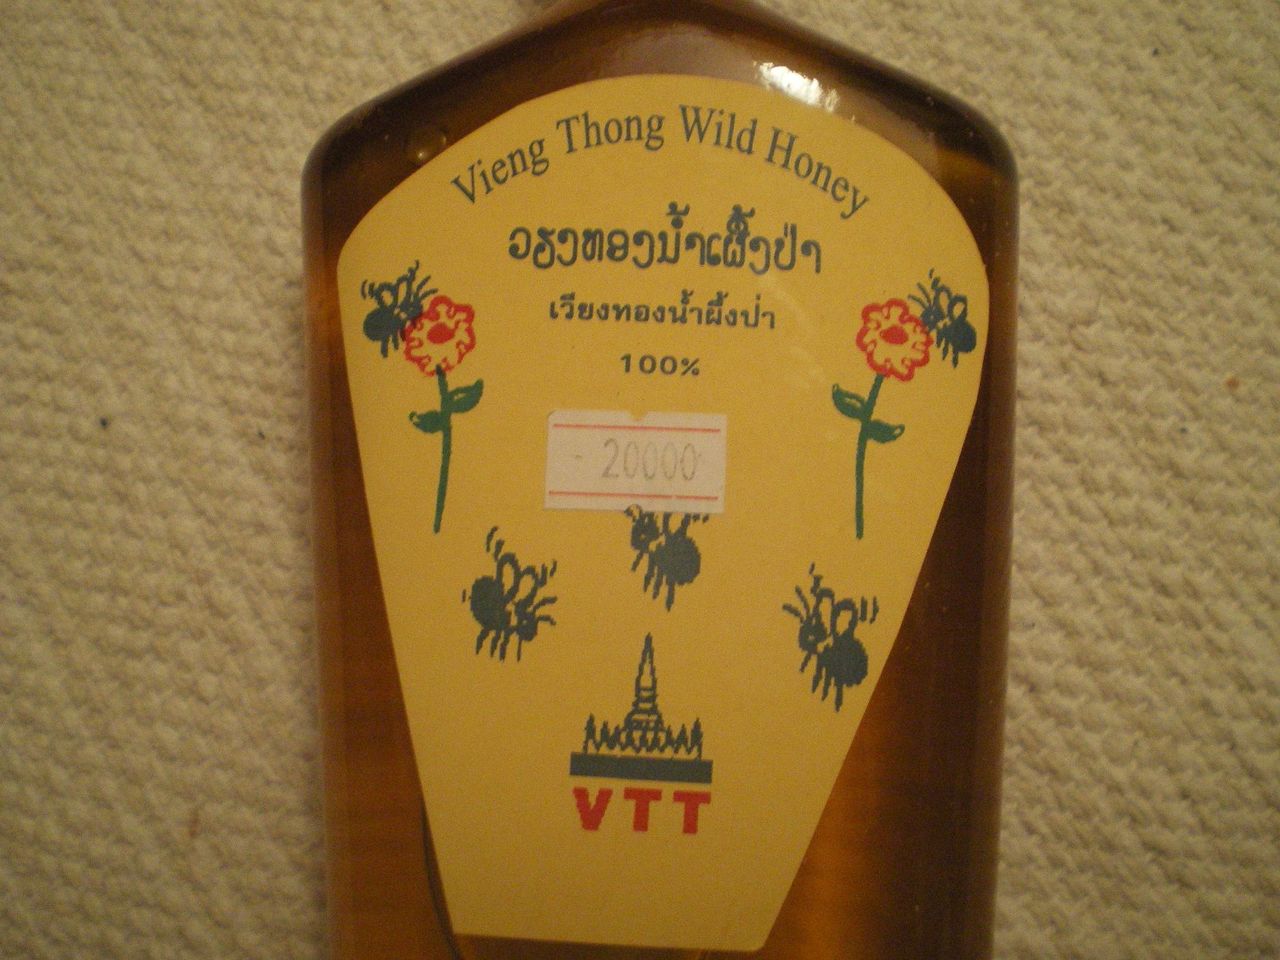 Vieng Thong Wild Honey
ວຽງທອງນ້ຳເຜີ້ງປ່າ
เวียงทองน้ำผึ้งป่า
100%
- 20000
VTT